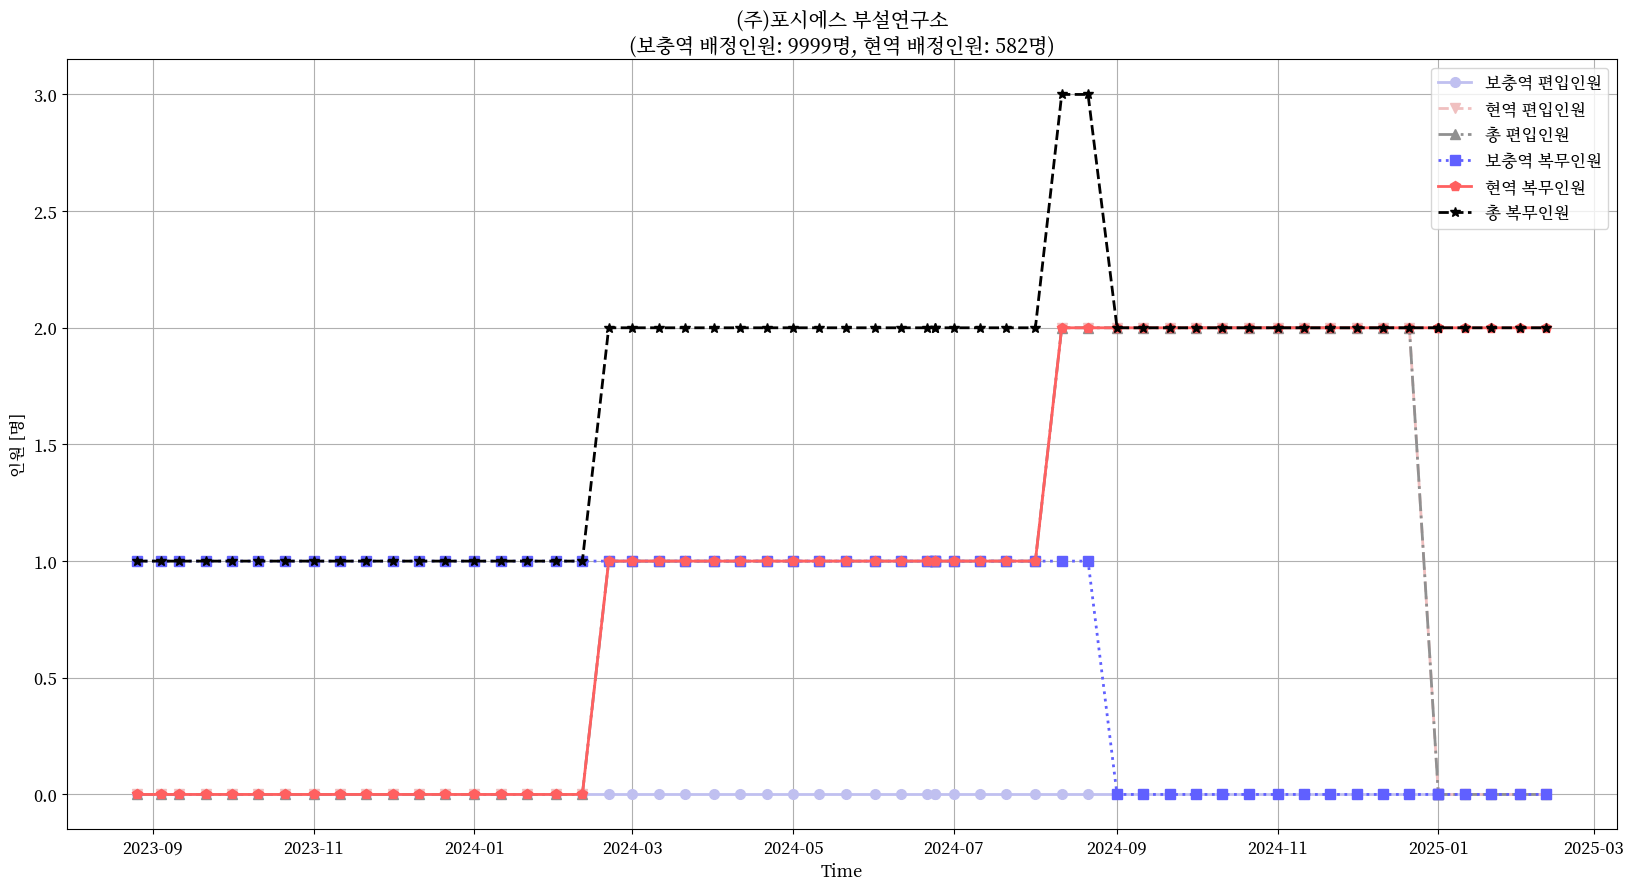 (주)포시에스 부설연구소
(보충역 배정인원: 9999명, 현역 배정인원: 582명)
보충역 편입인원
현역 편입인원
총 편입인원
보충역 복무인원
현역 복무인원
총 복무인원
인원 [명]
3.0
2.5
2.0
1.5
1.0
0.5
0.0
2023-09
2023-11
2024-01
2024-03
2024-05
2024-07
2024-09
2024-11
2025-01
2025-03
Time